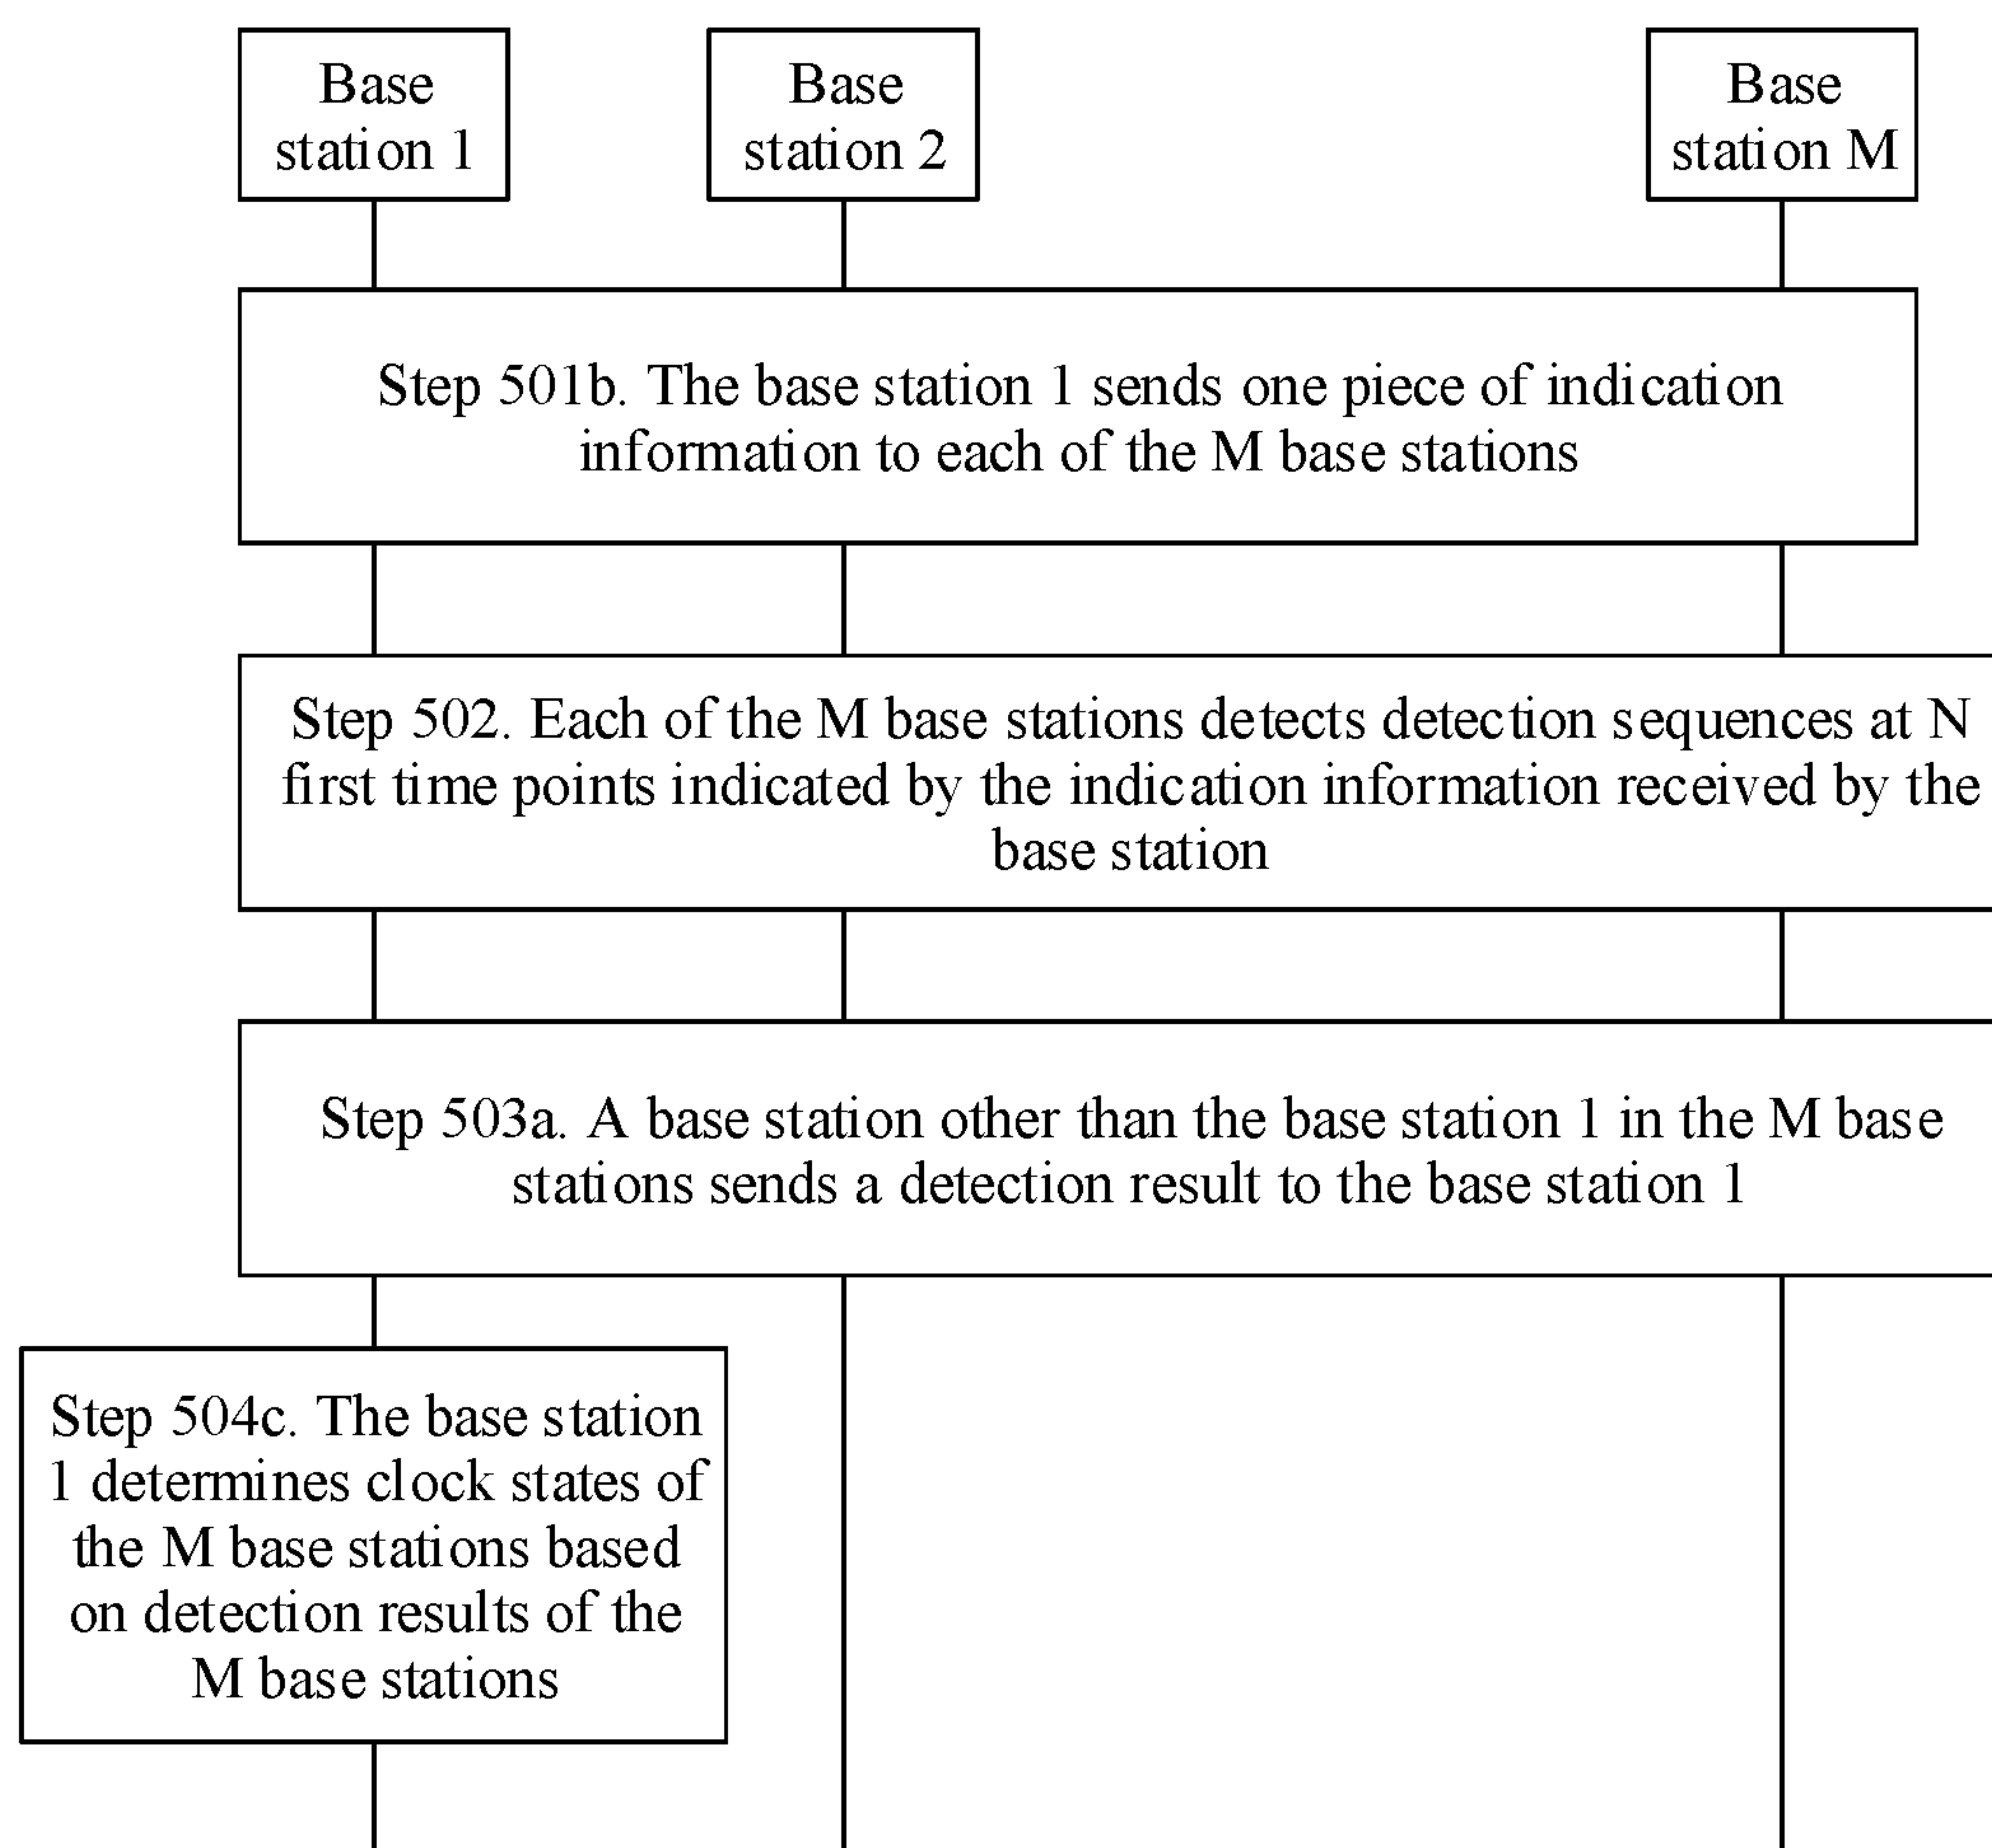 Base
station 1
Base
station 2
Base
station M
Step 501b. The base station 1 sends one piece of indication
information to each of the M base stations
Step 502. Each of the M base stations detects detection sequences at N
first time points indicated by the indication information received by the
base station
Step 503a. A base station other than the base station 1 in the M base
stations sends a detection result to the base station 1
Step 504c. The base station
1 determines clock states of
the M base stations based
on detection results of the
M base stations